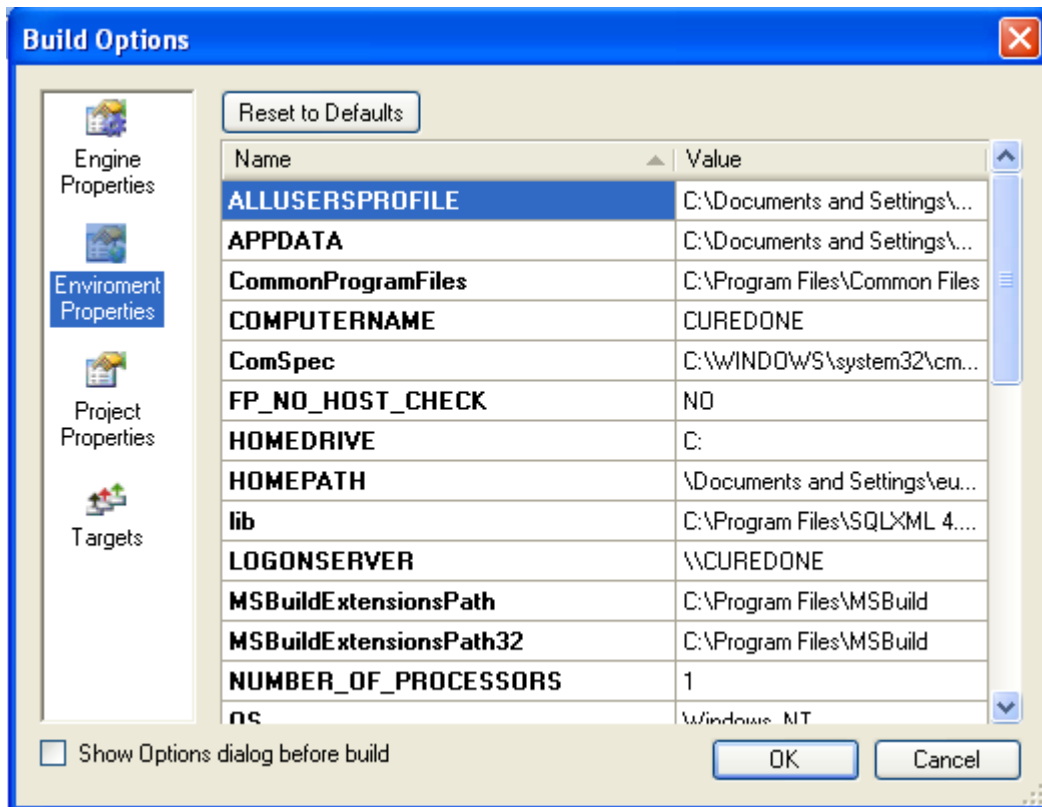 Build Options
Engine
Properties
Enviroment
Properties
Project
Properties
Targets
Reset to Defaults
Name Value
ALLUSERSPROFILE C:\Documents and Settings\...
APPDATA C:\Documents and Settings\...
CommonProgramFiles C:\Program Files\Common Files
COMPUTERNAME CUREDONE
ComSpec C:\WINDOWS\system32\cm...
FP_NO_HOST_CHECK NO
HOMEDRIVE C:
HOMEPATH \Documents and Settings\eu...
lib C:\Program Files\SQLXML 4....
LOGONSERVER \\CUREDONE
MSBuildExtensionsPath C:\Program Files\MSBuild
MSBuildExtensionsPath32 C:\Program Files\MSBuild
NUMBER_OF_PROCESSORS 1
OS Windows_NT
Show Options dialog before build
OK Cancel